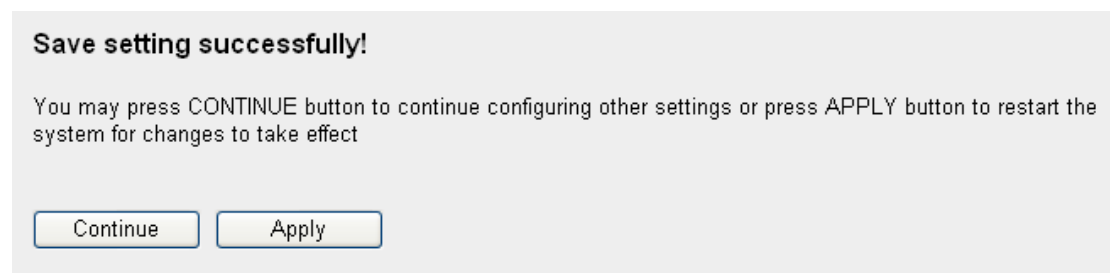 Save setting successfully!
You may press CONTINUE button to continue configuring other settings or press APPLY button to restart the
system for changes to take effect
Continue
Apply